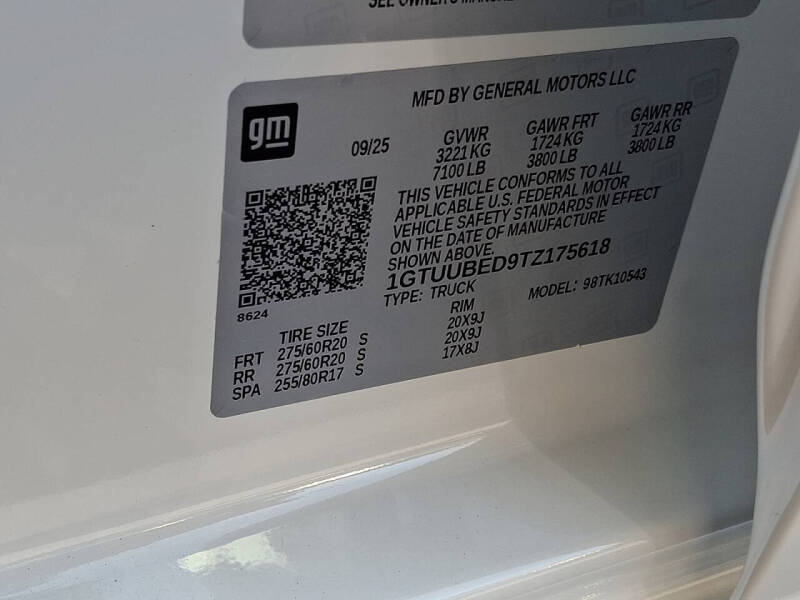 SEE OWNER'S MANUAL
MFD BY GENERAL MOTORS LLC
gm
09/25
GVWR GAWR FRT GAWR RR
3221 KG 1724 KG 1724 KG
7100 LB 3800 LB 3800 LB
THIS VEHICLE CONFORMS TO ALL
APPLICABLE U.S. FEDERAL MOTOR
VEHICLE SAFETY STANDARDS IN EFFECT
ON THE DATE OF MANUFACTURE
SHOWN ABOVE.
1GTUUBED9TZ175618
TYPE: TRUCK MODEL: 98TK10543
8624
TIRE SIZE RIM
FRT 275/60R20 S 20X9J
RR 275/60R20 S 20X9J
SPA 255/80R17 S 17X8J